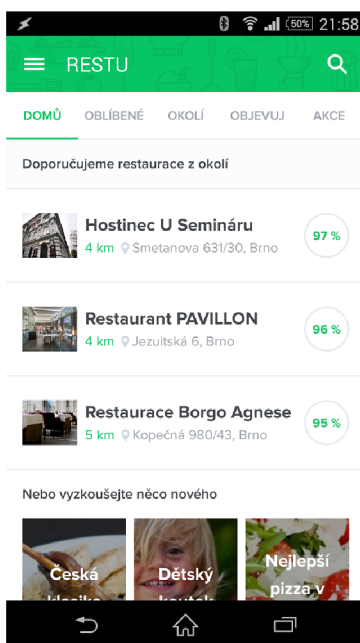 50% 21:58
RESTU
DOMŮ OBLÍBENÉ OKOLÍ OBJEVUJ AKCE
Doporučujeme restaurace z okolí
Hostinec U Semináru
4 km Smetanova 631/30, Brno
97 %
Restaurant PAVILLON
4 km Jezuitská 6, Brno
96 %
Restaurace Borgo Agnese
5 km Kopečná 980/43, Brno
95 %
Nebo vyzkoušejte něco nového
Česká
klasika
Dětský
koutek
Nejlepší
pizza v